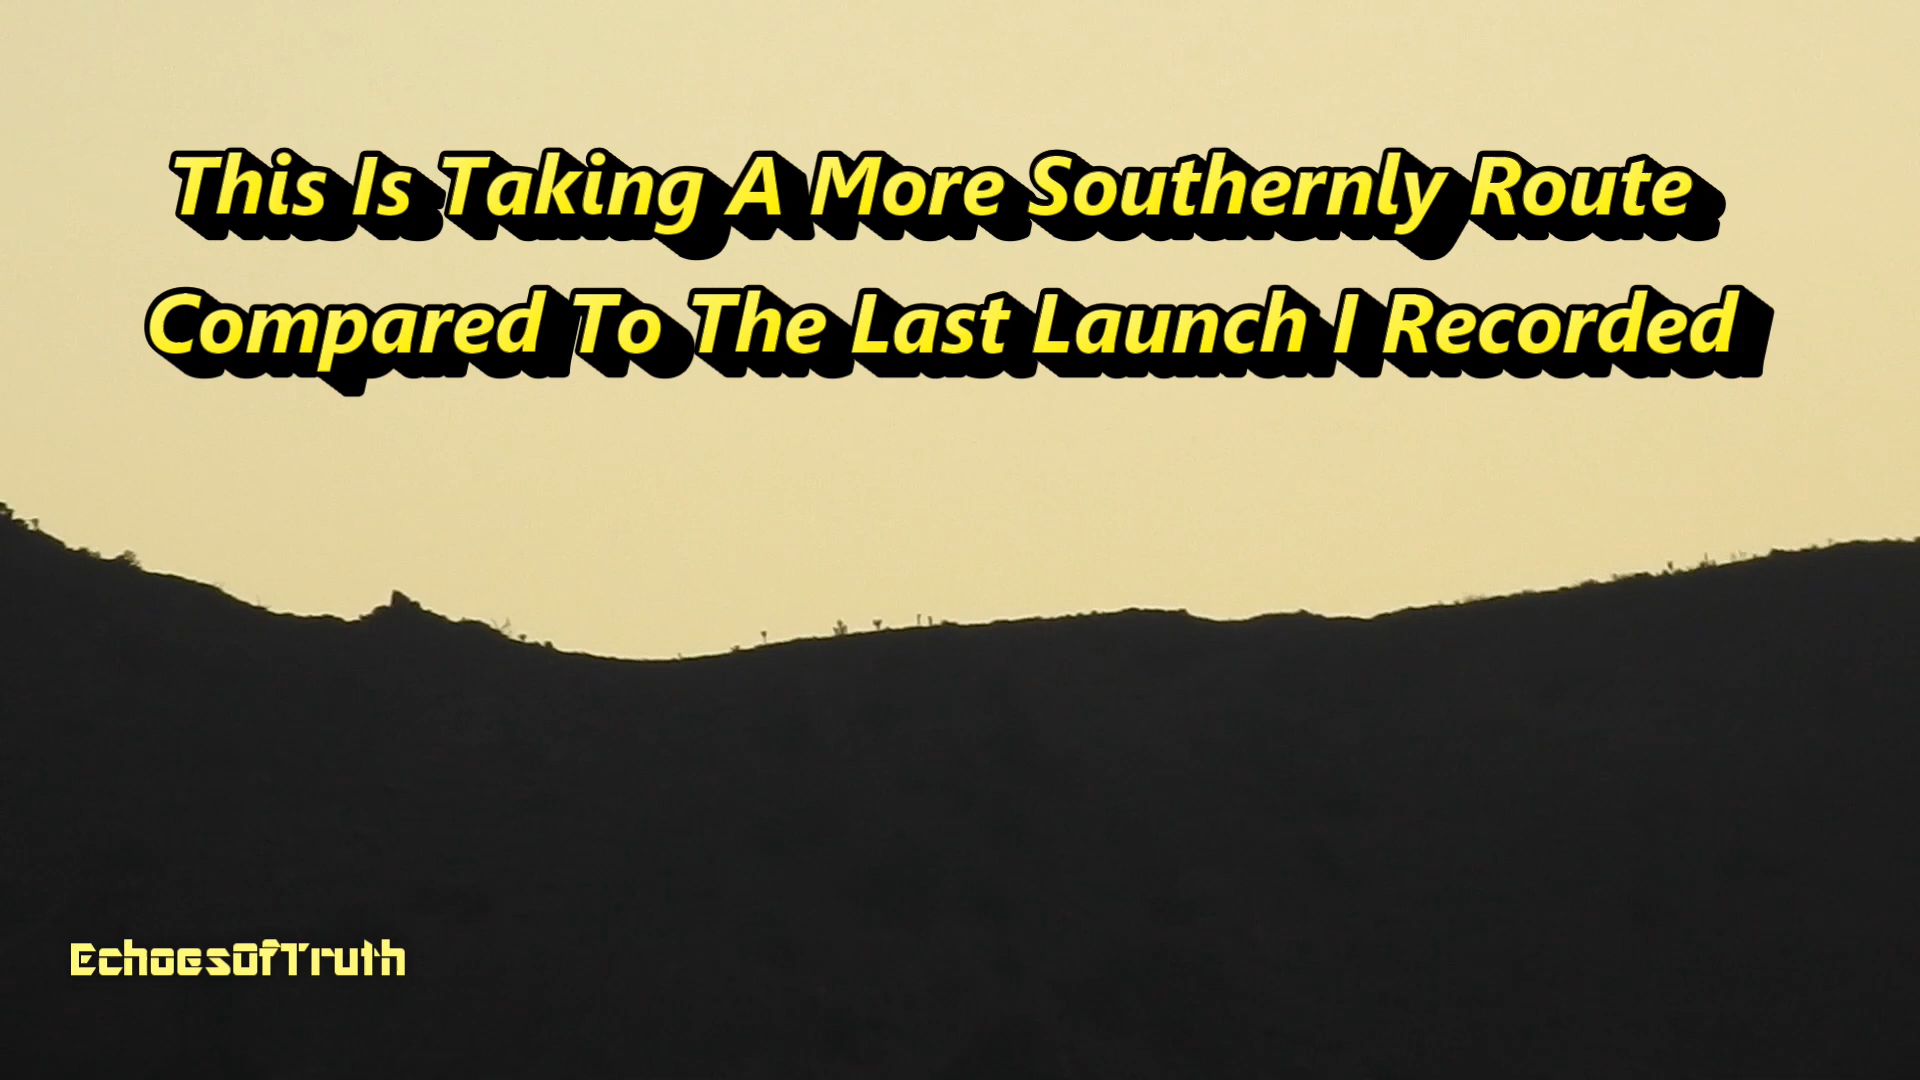 This Is Taking A More Southernly Route
Compared To The Last Launch I Recorded
EchoesOfTruth